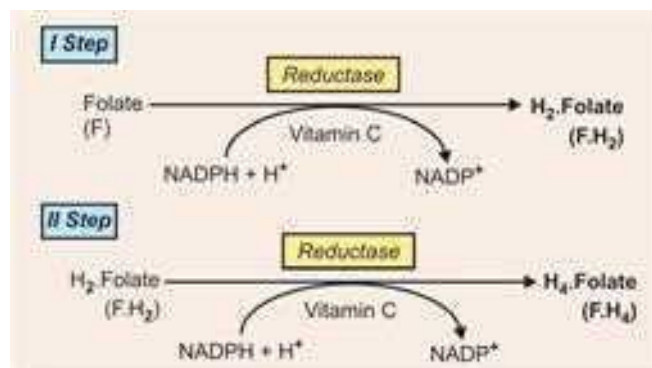 I Step
Reductase
Folate
(F)
H₂.Folate
(F.H₂)
Vitamin C
NADPH + H⁺
NADP⁺
II Step
Reductase
H₂.Folate
(F.H₂)
H₄.Folate
(F.H₄)
Vitamin C
NADPH + H⁺
NADP⁺